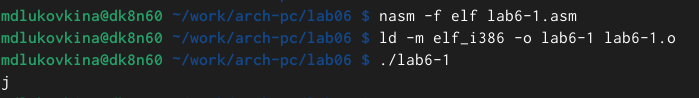 mdlukovkina@dk8n60 ~/work/arch-pc/lab06 $ nasm -f elf lab6-1.asm
mdlukovkina@dk8n60 ~/work/arch-pc/lab06 $ ld -m elf_i386 -o lab6-1 lab6-1.o
mdlukovkina@dk8n60 ~/work/arch-pc/lab06 $ ./lab6-1
j